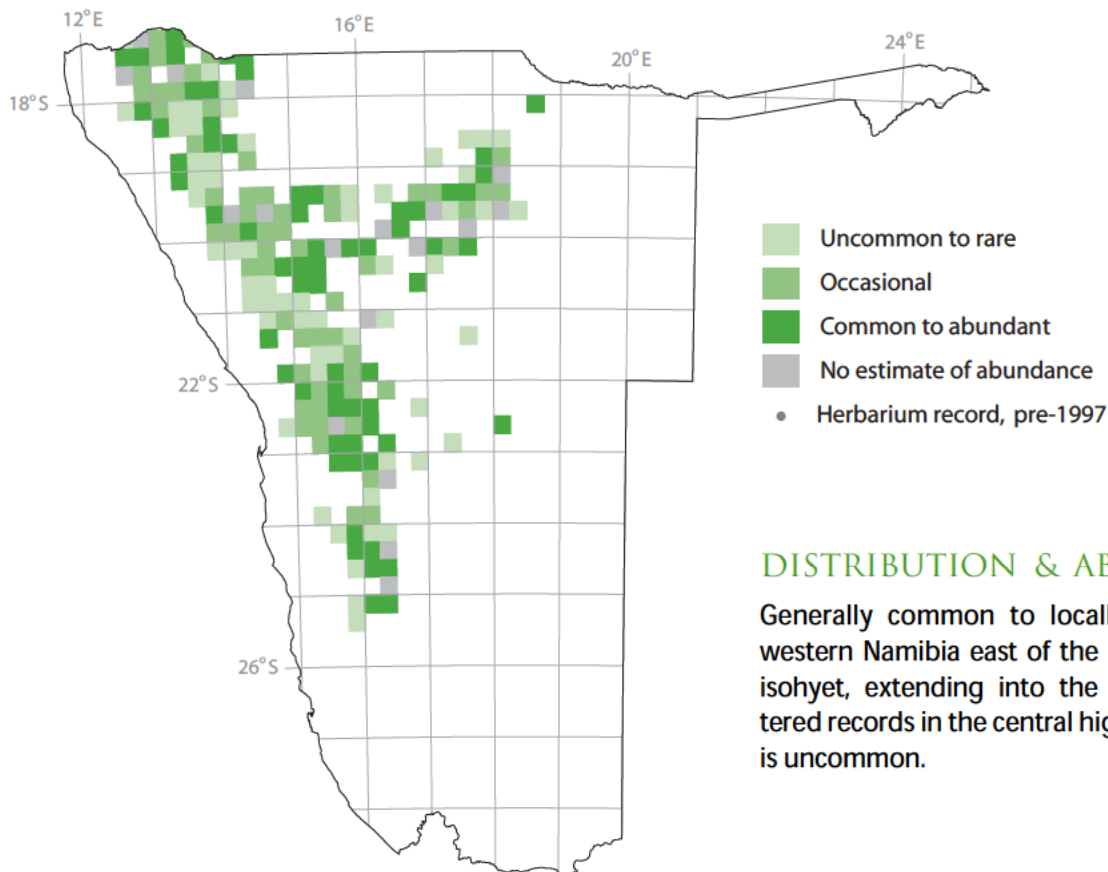 12°E
16°E
20°E
24°E
18°S
22°S
26°S
Uncommon to rare
Occasional
Common to abundant
No estimate of abundance
Herbarium record, pre-1997
DISTRIBUTION & AB
Generally common to locall
western Namibia east of the
isohyet, extending into the
tered records in the central hig
is uncommon.